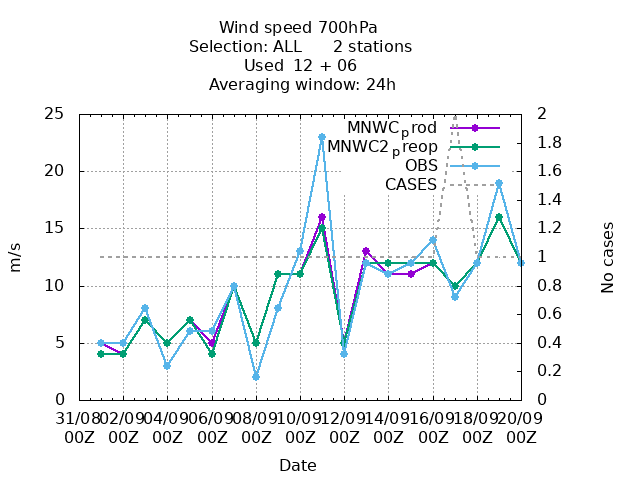 Wind speed 700hPa
Selection: ALL 2 stations
Used 12 + 06
Averaging window: 24h
25
20
15
10
5
0
m/s
2
1.8
1.6
1.4
1.2
1
0.8
0.6
0.4
0.2
0
No cases
MNWC_prod
MNWC2_preop
OBS
CASES
31/08 02/09 04/09 06/09 08/09 10/09 12/09 14/09 16/09 18/09 20/09
00Z 00Z 00Z 00Z 00Z 00Z 00Z 00Z 00Z 00Z 00Z
Date